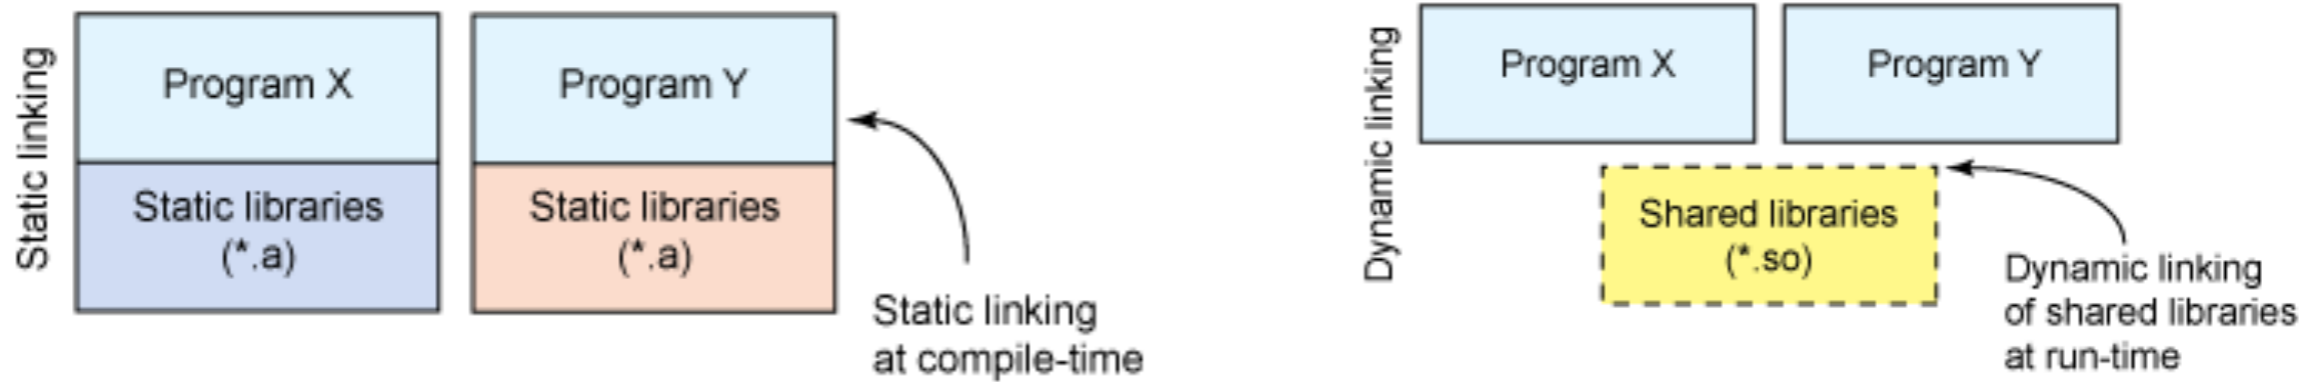 Static linking
Program X
Static libraries
(*.a)
Program Y
Static libraries
(*.a)
Static linking
at compile-time
Dynamic linking
Program X
Program Y
Shared libraries
(*.so)
Dynamic linking
of shared libraries
at run-time